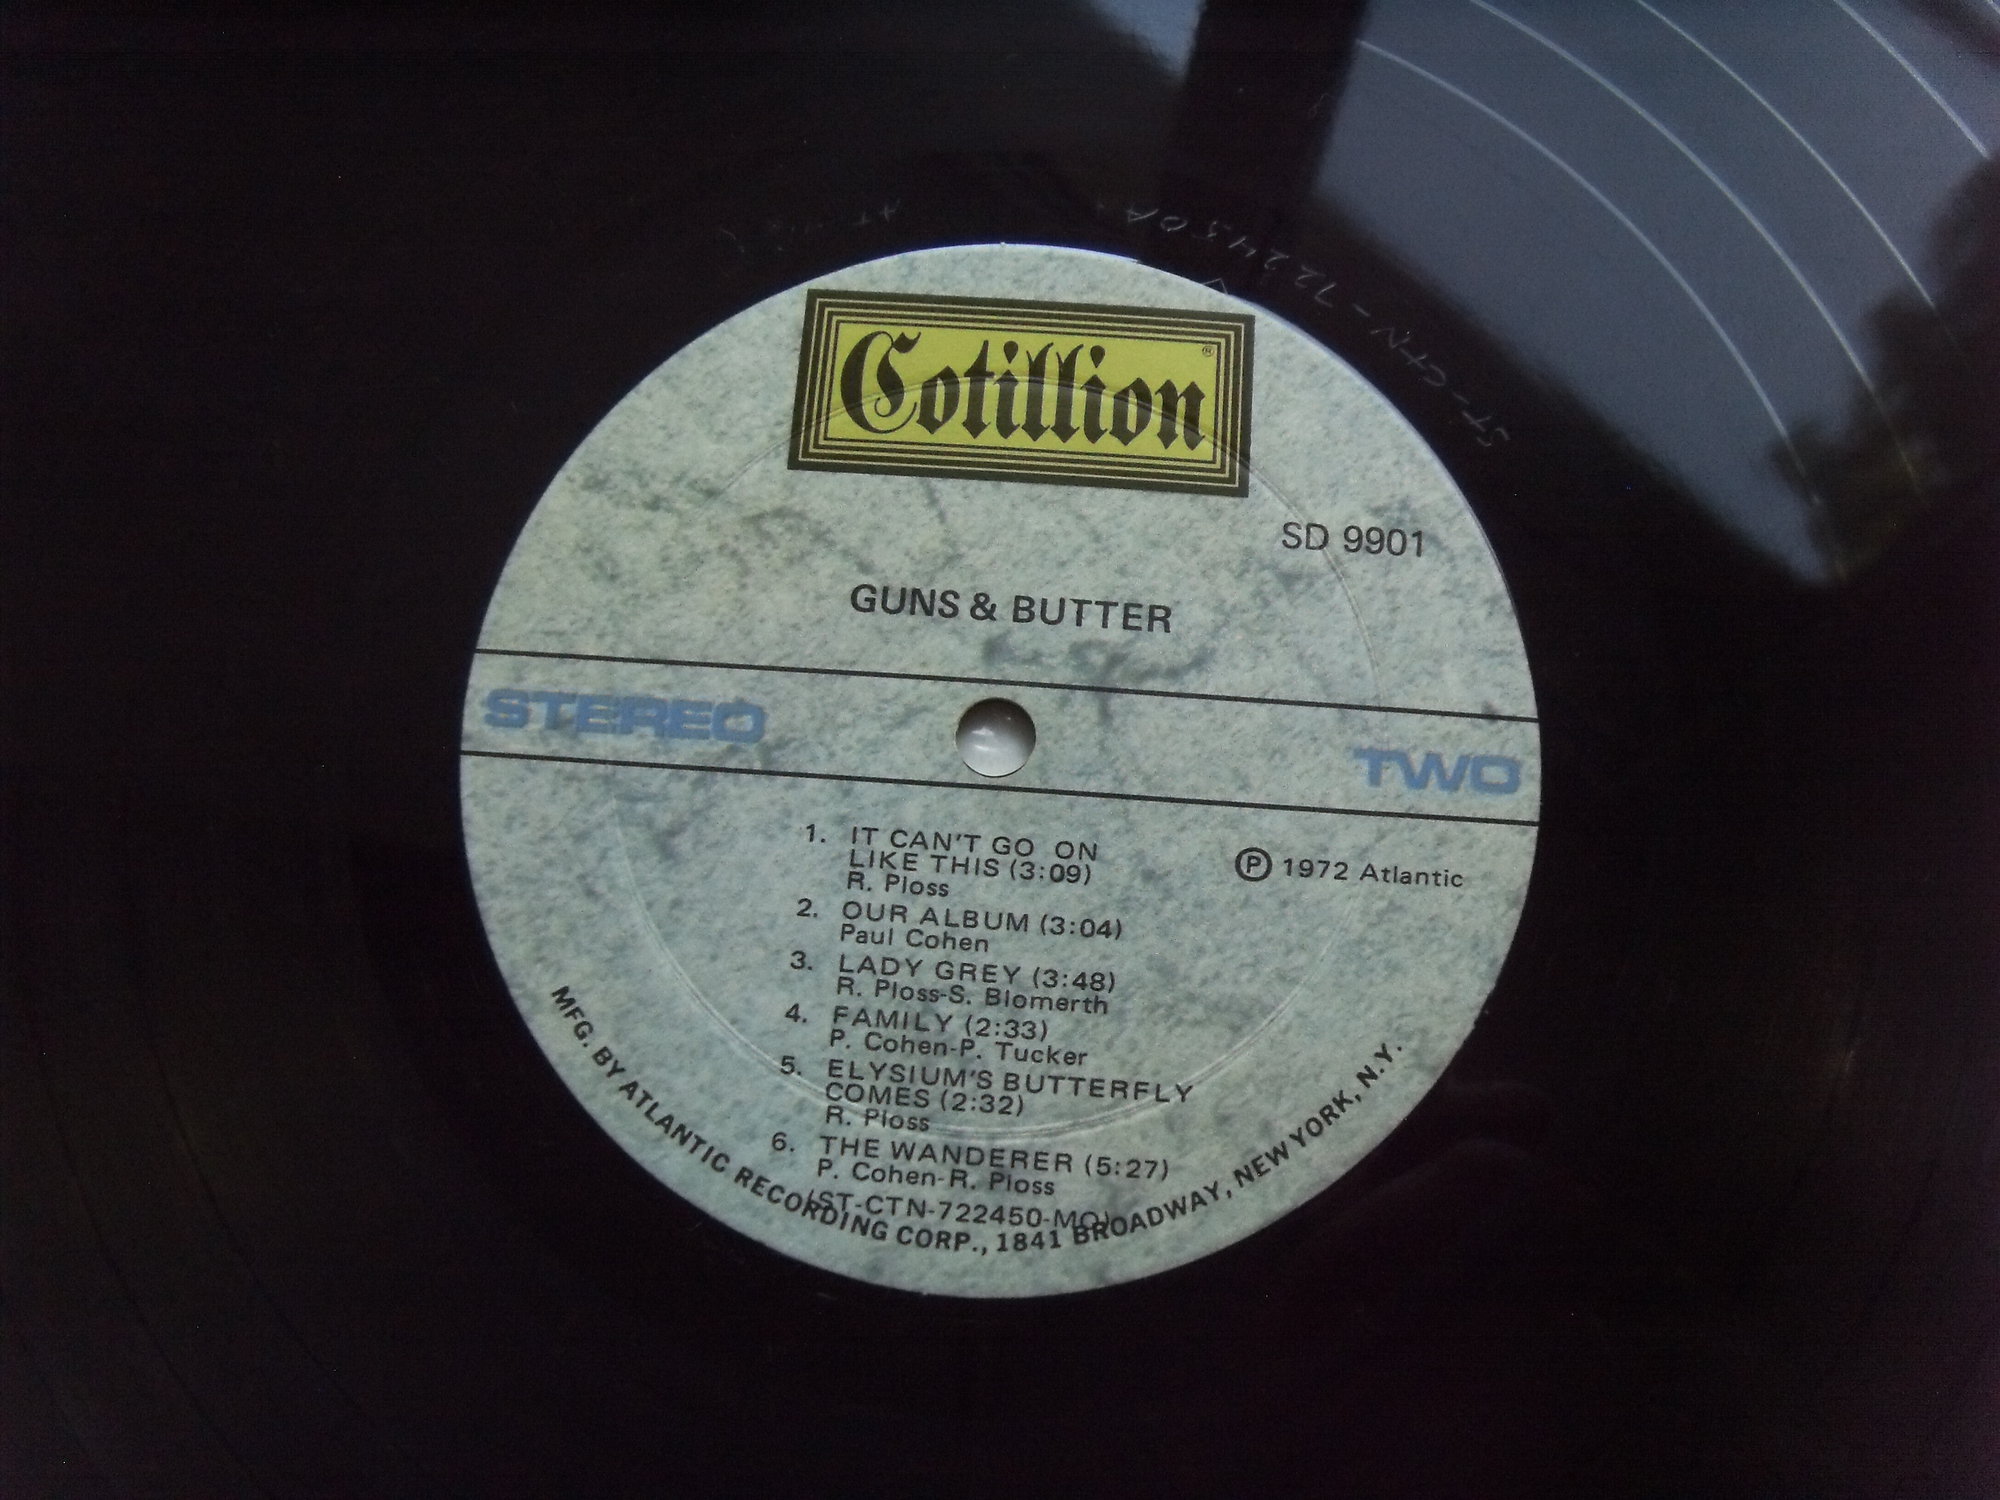 Cotillion ®
SD 9901
GUNS & BUTTER
STEREO
TWO
1. IT CAN'T GO ON
LIKE THIS (3:09)
R. Ploss
Ⓟ 1972 Atlantic
2. OUR ALBUM (3:04)
Paul Cohen
3. LADY GREY (3:48)
R. Ploss-S. Blomerth
4. FAMILY (2:33)
P. Cohen-P. Tucker
5. ELYSIUM'S BUTTERFLY
COMES (2:32)
R. Ploss
6. THE WANDERER (5:27)
P. Cohen-R. Ploss
(ST-CTN-722450-MO)
MFG. BY ATLANTIC RECORDING CORP., 1841 BROADWAY, NEW YORK, N.Y.
ST-CTN-722450A